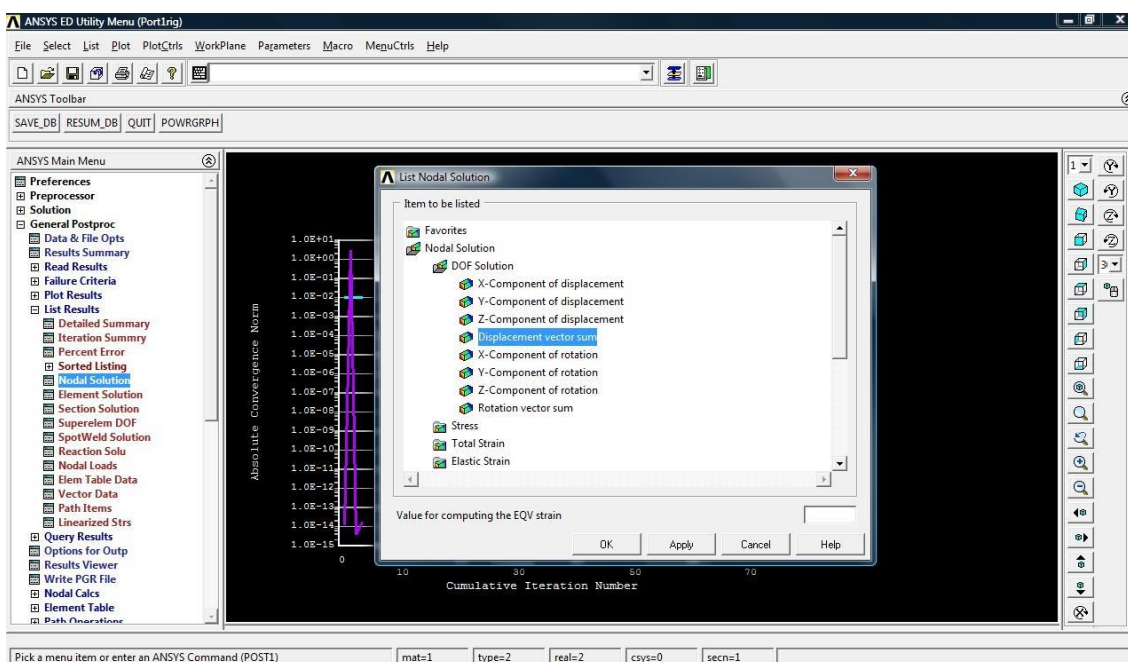 ANSYS ED Utility Menu (Port1rig)
File Select List Plot PlotCtrls WorkPlane Parameters Macro MenuCtrls Help
ANSYS Toolbar
SAVE_DB RESUM_DB QUIT POWRGRPH
ANSYS Main Menu
Preferences
Preprocessor
Solution
General Postproc
Data & File Opts
Results Summary
Read Results
Failure Criteria
Plot Results
List Results
Detailed Summary
Iteration Summry
Percent Error
Sorted Listing
Nodal Solution
Element Solution
Section Solution
Superelem DOF
SpotWeld Solution
Reaction Solu
Nodal Loads
Elem Table Data
Vector Data
Path Items
Linearized Strs
Query Results
Options for Outp
Results Viewer
Write PGR File
Nodal Calcs
Element Table
Path Operations
Absolute Convergence Norm
1.0E+01
1.0E+00
1.0E-01
1.0E-02
1.0E-03
1.0E-04
1.0E-05
1.0E-06
1.0E-07
1.0E-08
1.0E-09
1.0E-10
1.0E-11
1.0E-12
1.0E-13
1.0E-14
1.0E-15
0
10 30 50 70
Cumulative Iteration Number
List Nodal Solution
Item to be listed
Favorites
Nodal Solution
DOF Solution
X-Component of displacement
Y-Component of displacement
Z-Component of displacement
Displacement vector sum
X-Component of rotation
Y-Component of rotation
Z-Component of rotation
Rotation vector sum
Stress
Total Strain
Elastic Strain
Value for computing the EQV strain
OK Apply Cancel Help
1
Pick a menu item or enter an ANSYS Command (POST1) mat=1 type=2 real=2 csys=0 secn=1